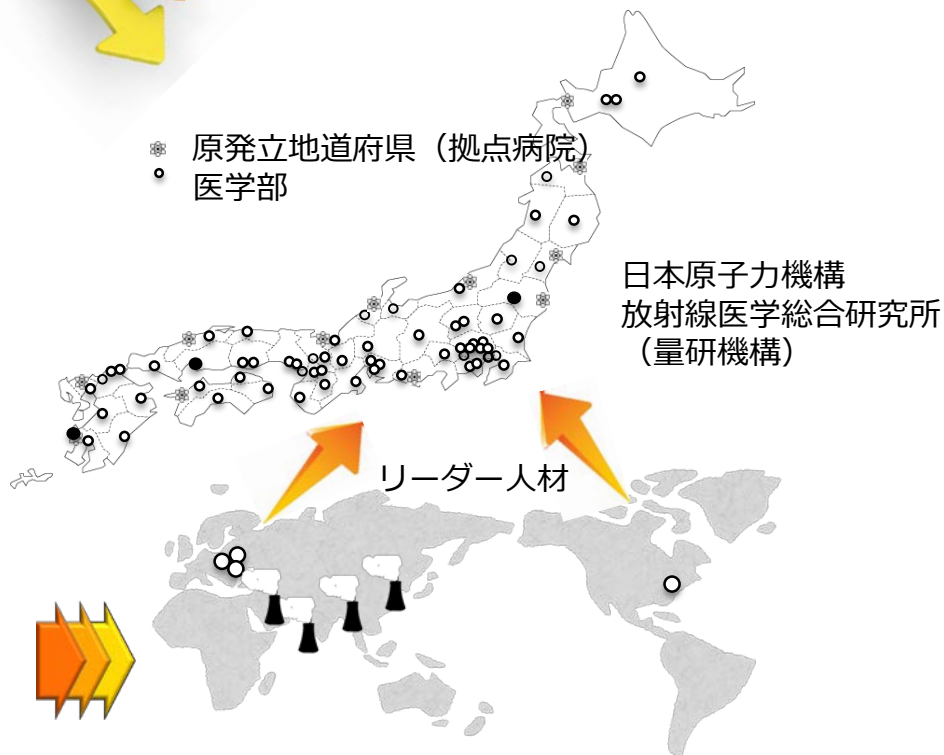 原発立地道府県（拠点病院）
医学部
日本原子力機構
放射線医学総合研究所
（量研機構）
リーダー人材